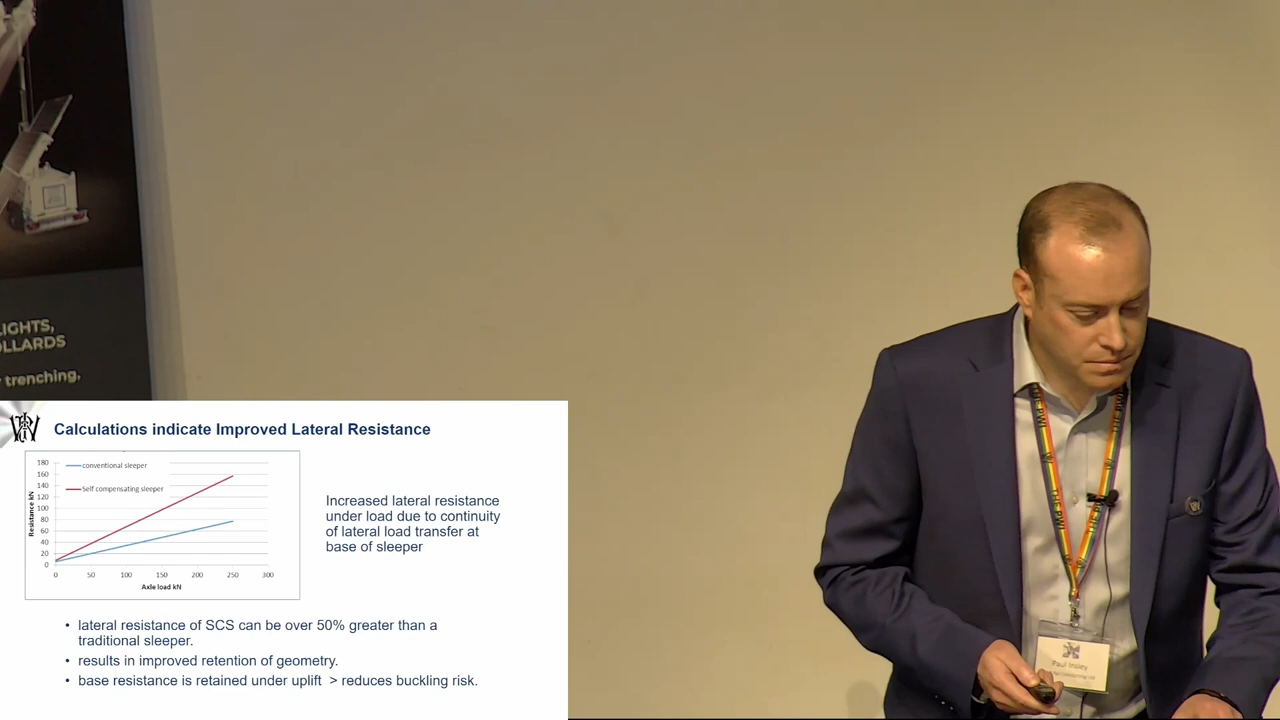 LIGHTS,
OLLARDS
trenching,
Calculations indicate Improved Lateral Resistance
conventional sleeper
Self compensating sleeper
Resistance kN
180
160
140
120
100
80
60
40
20
0
0 50 100 150 200 250 300
Axle load kN
Increased lateral resistance
under load due to continuity
of lateral load transfer at
base of sleeper
• lateral resistance of SCS can be over 50% greater than a
traditional sleeper.
• results in improved retention of geometry.
• base resistance is retained under uplift > reduces buckling risk.
THE PWI
Paul Insley